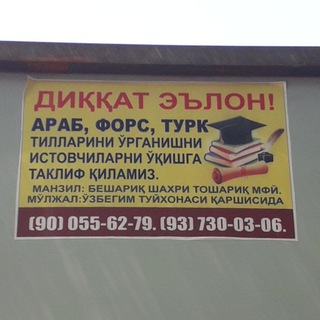 ДИҚҚАТ ЭЪЛОН!
АРАБ, ФОРС, ТУРК
ТИЛЛАРИНИ ЎРГАНИШНИ
ИСТОВЧИЛАРНИ ЎҚИШГА
ТАКЛИФ ҚИЛАМИЗ.
МАНЗИЛ: БЕШАРИҚ ШАХРИ ТОШАРИҚ МФЙ.
МЎЛЖАЛ:ЎЗБЕГИМ ТУЙХОНАСИ ҚАРШИСИДА
(90) 055-62-79. (93) 730-03-06.